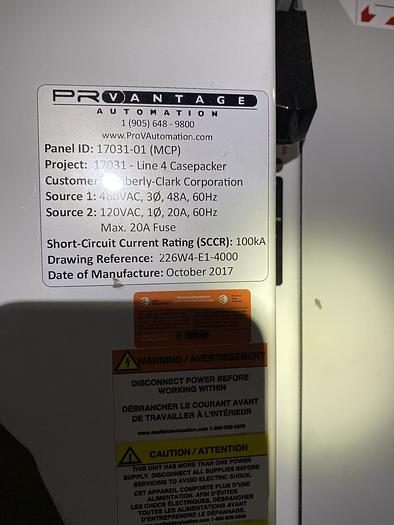 PROVANTAGE
AUTOMATION
1 (905) 648 - 9800
www.ProVAutomation.com
Panel ID: 17031-01 (MCP)
Project: 17031 - Line 4 Casepacker
Customer: Kimberly-Clark Corporation
Source 1: 480VAC, 3Ø, 48A, 60Hz
Source 2: 120VAC, 1Ø, 20A, 60Hz
Max. 20A Fuse
Short-Circuit Current Rating (SCCR): 100kA
Drawing Reference: 226W4-E1-4000
Date of Manufacture: October 2017
WARNING / AVERTISSEMENT
DISCONNECT POWER BEFORE
WORKING WITHIN
DÉBRANCHER LE COURANT AVANT
DE TRAVAILLER À L'INTÉRIEUR
CAUTION / ATTENTION
THIS UNIT HAS MORE THAN ONE POWER
SUPPLY. DISCONNECT ALL SUPPLIES BEFORE
SERVICING TO AVOID ELECTRIC SHOCK.
CET APPAREIL COMPORTE PLUS D'UNE
ALIMENTATION. AFIN D'ÉVITER
LES CHOCS ÉLECTRIQUES, DÉBRANCHER
TOUTES LES ALIMENTATIONS AVANT
D'ENTREPRENDRE LE DÉPANNAGE.